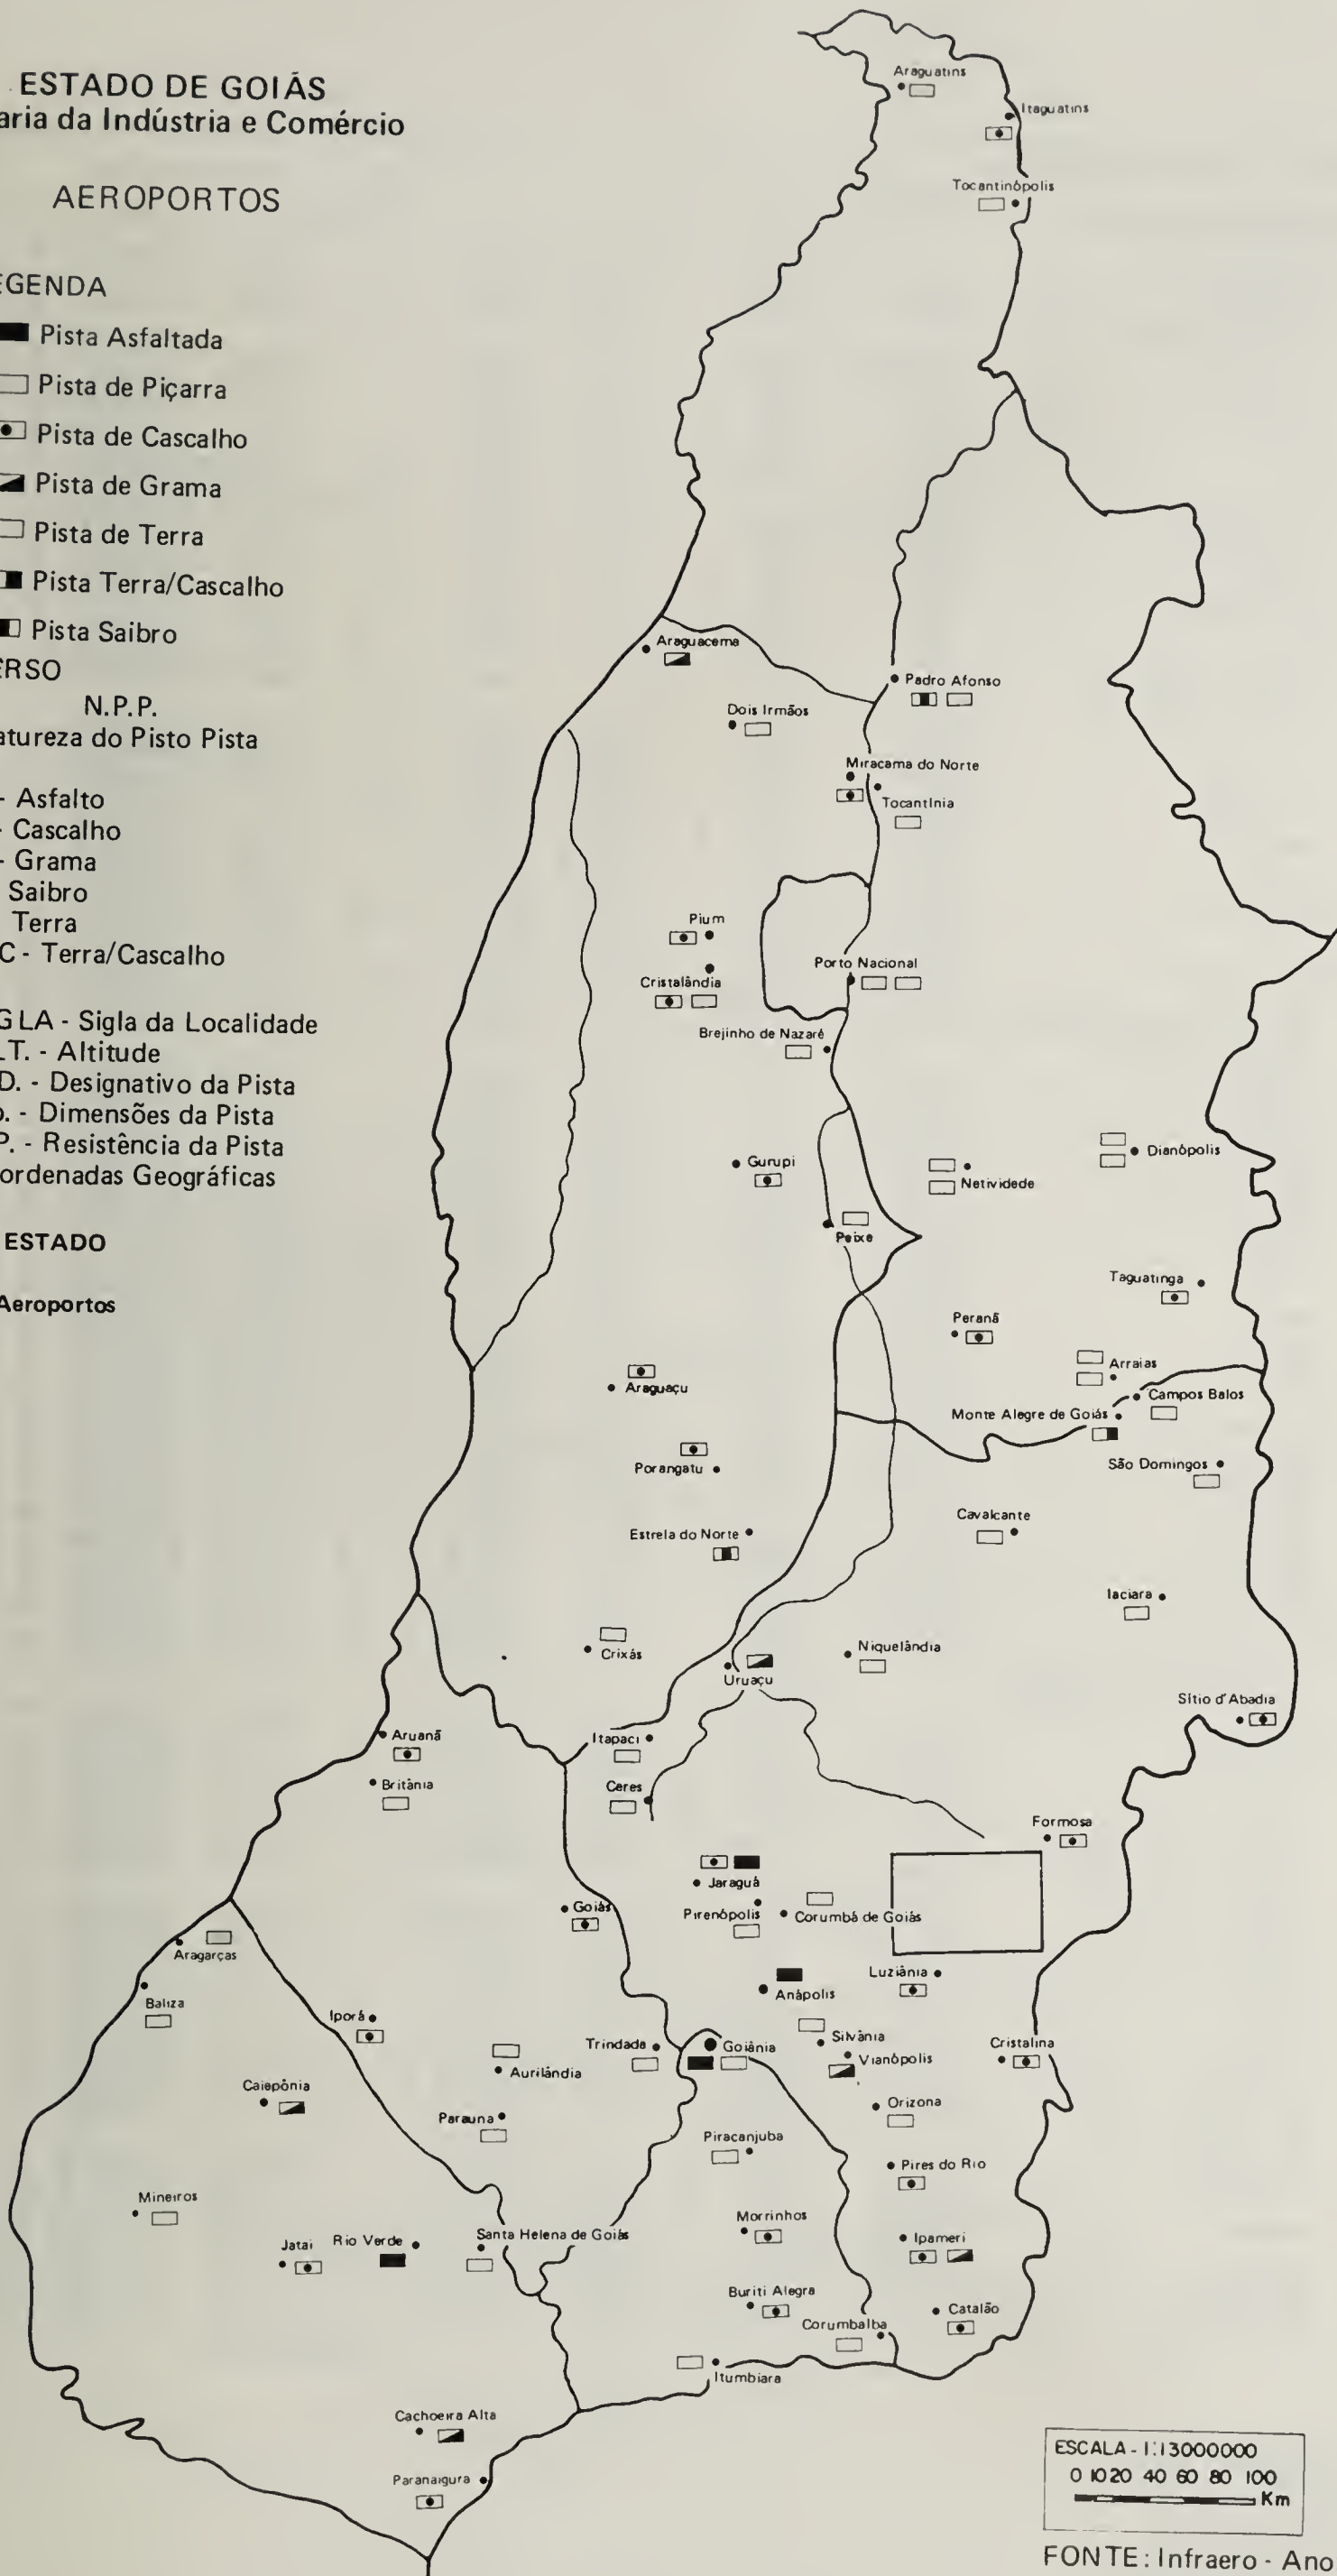 ESTADO DE GOIÁS
aria da Indústria e Comércio
AEROPORTOS
EGENDA
Pista Asfaltada
Pista de Piçarra
Pista de Cascalho
Pista de Grama
Pista de Terra
Pista Terra/Cascalho
Pista Saibro
ERSO
N.P.P.
atureza do Pisto Pista
- Asfalto
- Cascalho
- Grama
Saibro
Terra
C - Terra/Cascalho
GLA - Sigla da Localidade
LT. - Altitude
D. - Designativo da Pista
o. - Dimensões da Pista
P. - Resistência da Pista
ordenadas Geográficas
ESTADO
Aeroportos
Araguatins
Itaguatins
Tocantinópolis
Araguacema
Padro Afonso
Dois Irmãos
Miracama do Norte
Tocantínia
Pium
Porto Nacional
Cristalândia
Brejinho de Nazaré
Dianópolis
Gurupi
Netividede
Peixe
Taguatinga
Peranã
Arraias
Araguaçu
Campos Balos
Monte Alegre de Goiás
São Domingos
Porangatu
Cavalcante
Estrela do Norte
Iaciara
Crixás
Niquelândia
Uruaçu
Sítio d'Abadia
Aruanã
Itapaci
Britânia
Ceres
Formosa
Jaraguá
Goiás
Pirenópolis
Corumbá de Goiás
Aragarças
Luziânia
Anápolis
Baliza
Iporá
Trindada
Goiânia
Silvânia
Vianópolis
Cristalina
Aurilândia
Caiepônia
Orizona
Parauna
Piracanjuba
Pires do Rio
Mineiros
Morrinhos
Jatai
Rio Verde
Santa Helena de Goiás
Ipameri
Buriti Alegra
Catalão
Corumbalba
Itumbiara
Cachoeira Alta
Paranaigura
ESCALA - 1:13000000
0 10 20 40 60 80 100
Km
FONTE: Infraero - Ano